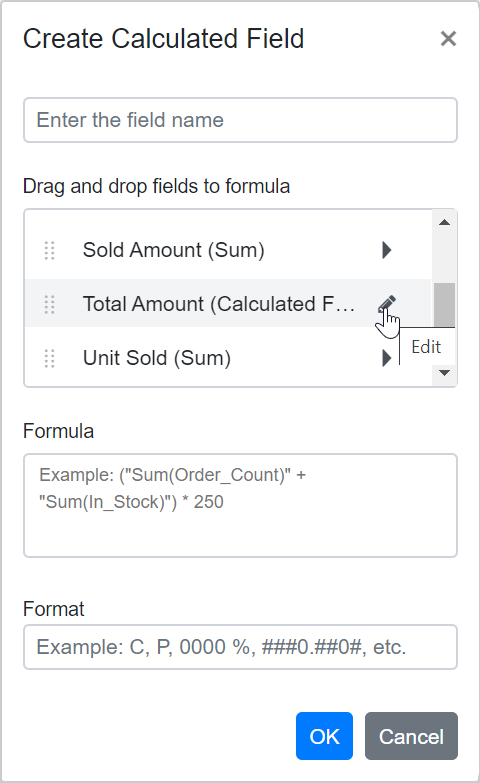 Create Calculated Field
×
Enter the field name
Drag and drop fields to formula
Sold Amount (Sum)
Total Amount (Calculated F...
Edit
Unit Sold (Sum)
Formula
Example: ("Sum(Order_Count)" +
"Sum(In_Stock)") * 250
Format
Example: C, P, 0000 %, ###0.##0#, etc.
OK Cancel